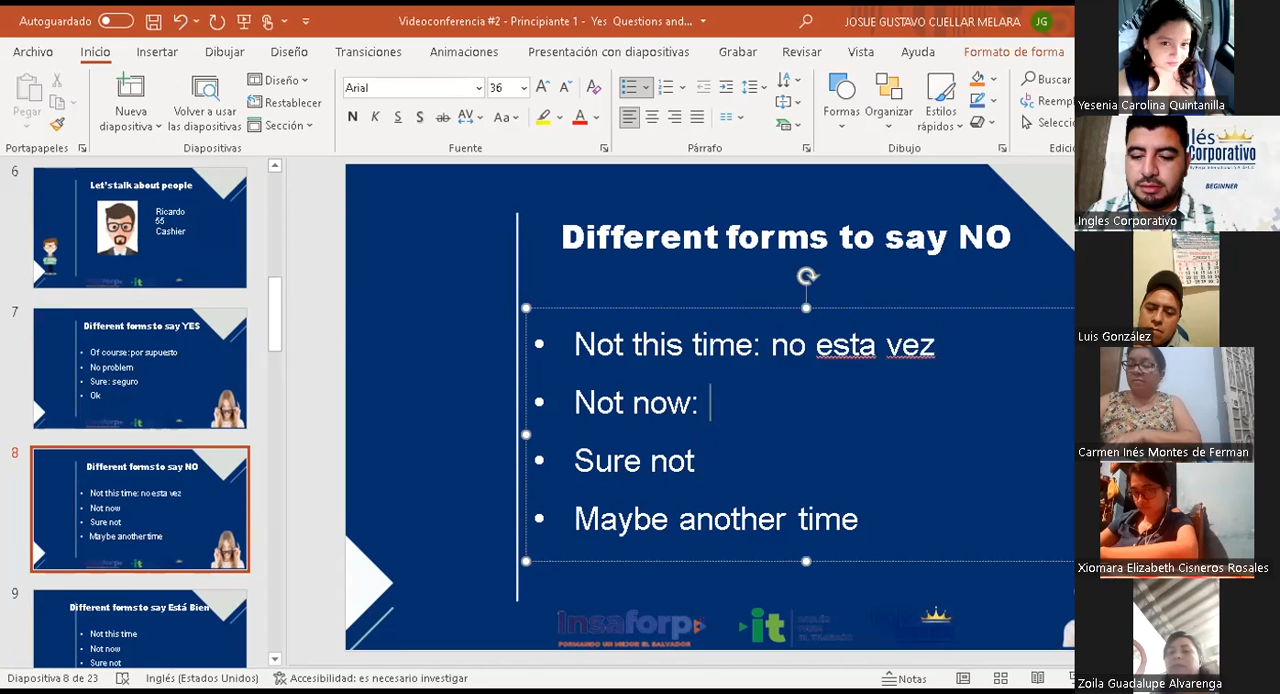 Autoguardado
Videoconferencia #2 - Principiante 1 - Yes Questions and...
JOSUE GUSTAVO CUELLAR MELARA
JG
Archivo
Inicio
Insertar
Dibujar
Diseño
Transiciones
Animaciones
Presentación con diapositivas
Grabar
Revisar
Vista
Ayuda
Formato de forma
Pegar
Nueva
diapositiva
Volver a usar
las diapositivas
Diseño
Restablecer
Sección
Arial
36
N K S S ab AV Aa A
Formas
Organizar
Estilos
rápidos
Buscar
Portapapeles
Diapositivas
Fuente
Párrafo
Dibujo
6
Let's talk about people
Ricardo
55
Cashier
7
Different forms to say YES
• Of course: por supuesto
• No problem
• Sure: seguro
• Ok
8
Different forms to say NO
• Not this time: no esta vez
• Not now
• Sure not
• Maybe another time
9
Different forms to say Está Bien
• Not this time
• Not now
• Sure not
Different forms to say NO
• Not this time: no esta vez
• Not now:
• Sure not
• Maybe another time
Insaforp
FORMANDO UN MEJOR EL SALVADOR
it
Diapositiva 8 de 23
Inglés (Estados Unidos)
Accesibilidad: es necesario investigar
Notas
Yesenia Carolina Quintanilla
lés
Corporativo
BEGINNER
Ingles Corporativo
Luis González
Carmen Inés Montes de Ferman
Xiomara Elizabeth Cisneros Rosales
Zoila Guadalupe Alvarenga